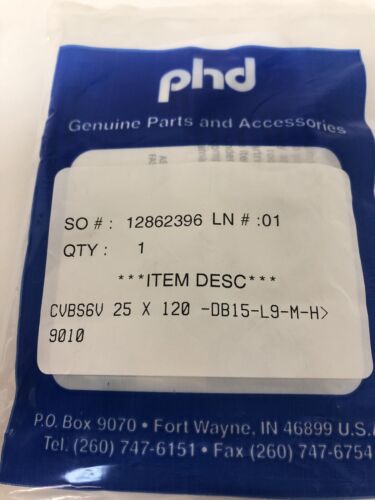 phd
Genuine Parts and Accessories
SO # : 12862396 LN # :01
QTY : 1
***ITEM DESC***
CVBS6V 25 X 120 -DB15-L9-M-H>
9010
P.O. Box 9070 • Fort Wayne, IN 46899 U.S.A
Tel. (260) 747-6151 • Fax (260) 747-6754